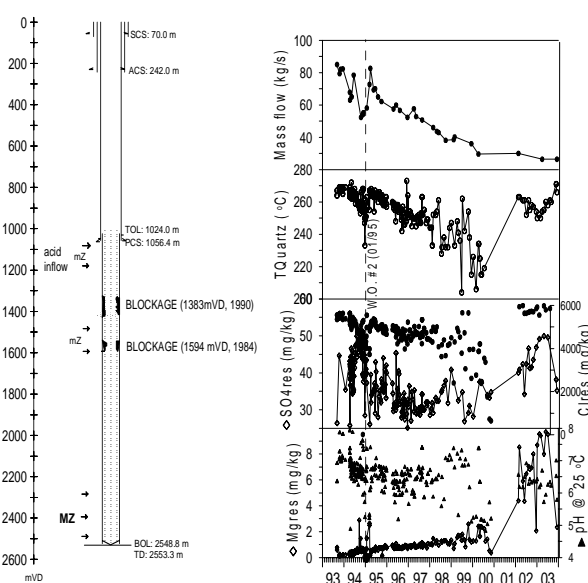 0
200
400
600
800
1000
1200
1400
1600
1800
2000
2200
2400
2600
mVD
SCS: 70.0 m
ACS: 242.0 m
TOL: 1024.0 m
PCS: 1056.4 m
acid
inflow
mZ
BLOCKAGE (1383mVD, 1990)
mZ
BLOCKAGE (1594 mVD, 1984)
MZ
BOL: 2548.8 m
TD: 2553.3 m
Mass flow (kg/s)
100
80
60
40
280
TQuartz (°C)
260
240
220
200
W.O. #2 (01/95)
SO4res (mg/kg)
60
50
40
30
Clres (mg/kg)
6000
4000
2000
0
Mgres (mg/kg)
8
6
4
2
0
pH @ 25 °C
8
7
6
5
4
93 94 95 96 97 98 99 00 01 02 03